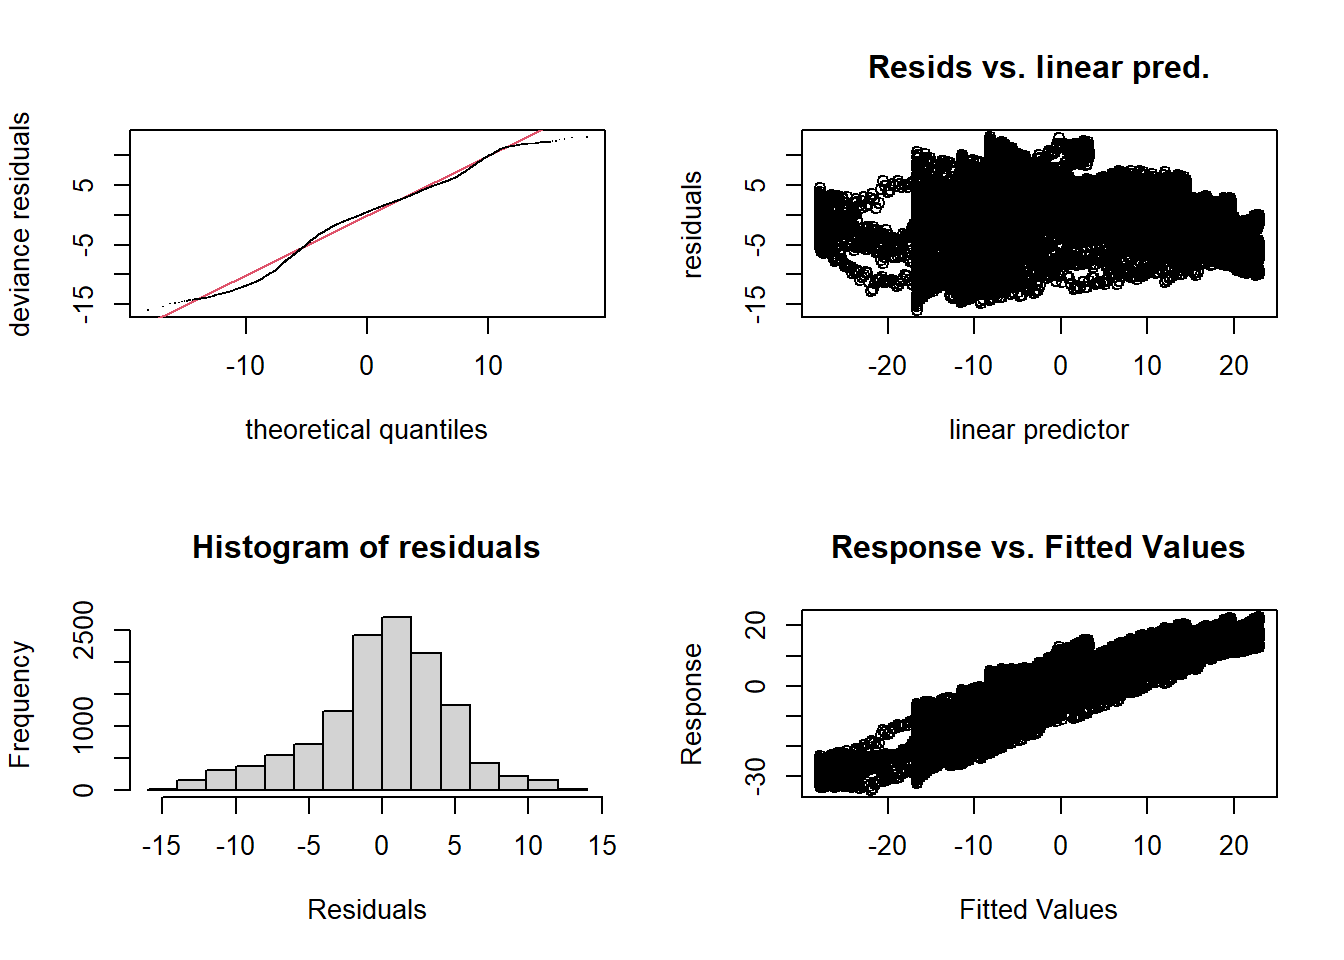 deviance residuals
5
-5
-15
-10 0 10
theoretical quantiles
Resids vs. linear pred.
residuals
5
-5
-15
-20 -10 0 10 20
linear predictor
Histogram of residuals
Frequency
2500
1000
0
-15 -10 -5 0 5 10 15
Residuals
Response vs. Fitted Values
Response
20
0
-30
-20 -10 0 10 20
Fitted Values